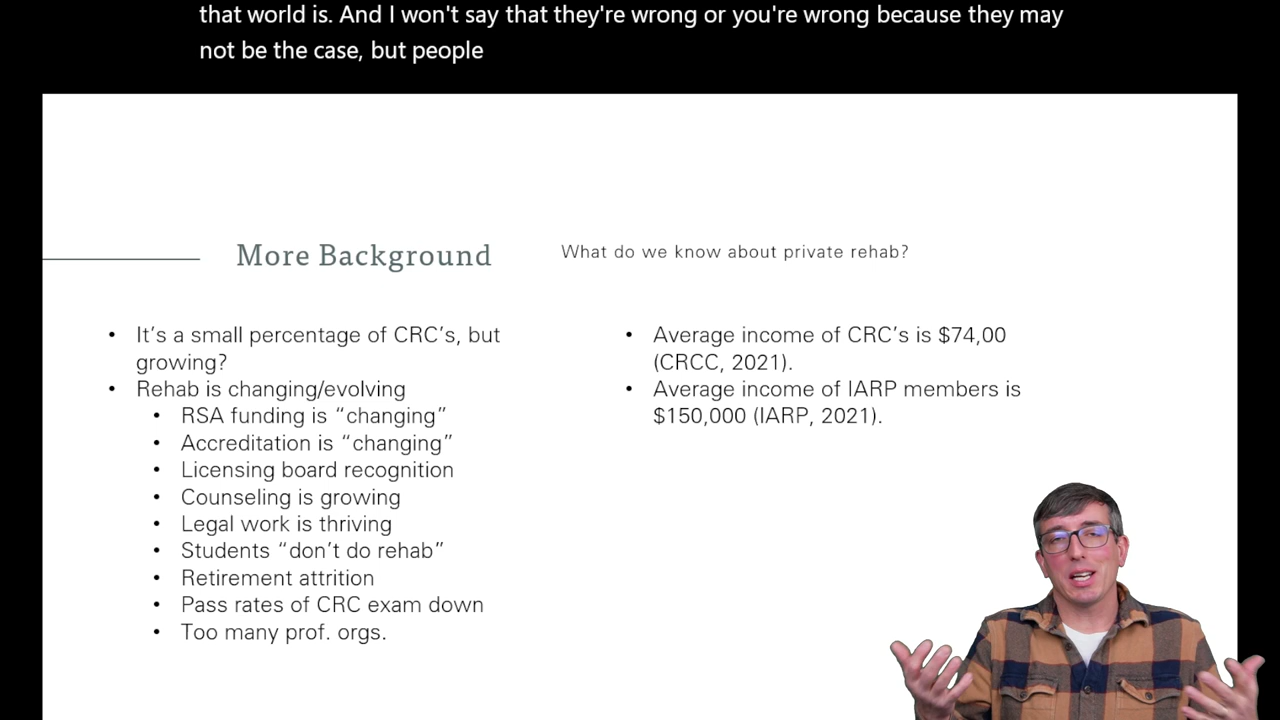 that world is. And I won't say that they're wrong or you're wrong because they may
not be the case, but people
More Background
What do we know about private rehab?
• It’s a small percentage of CRC’s, but
growing?
• Rehab is changing/evolving
• RSA funding is “changing”
• Accreditation is “changing”
• Licensing board recognition
• Counseling is growing
• Legal work is thriving
• Students “don’t do rehab”
• Retirement attrition
• Pass rates of CRC exam down
• Too many prof. orgs.
• Average income of CRC’s is $74,00
(CRCC, 2021).
• Average income of IARP members is
$150,000 (IARP, 2021).